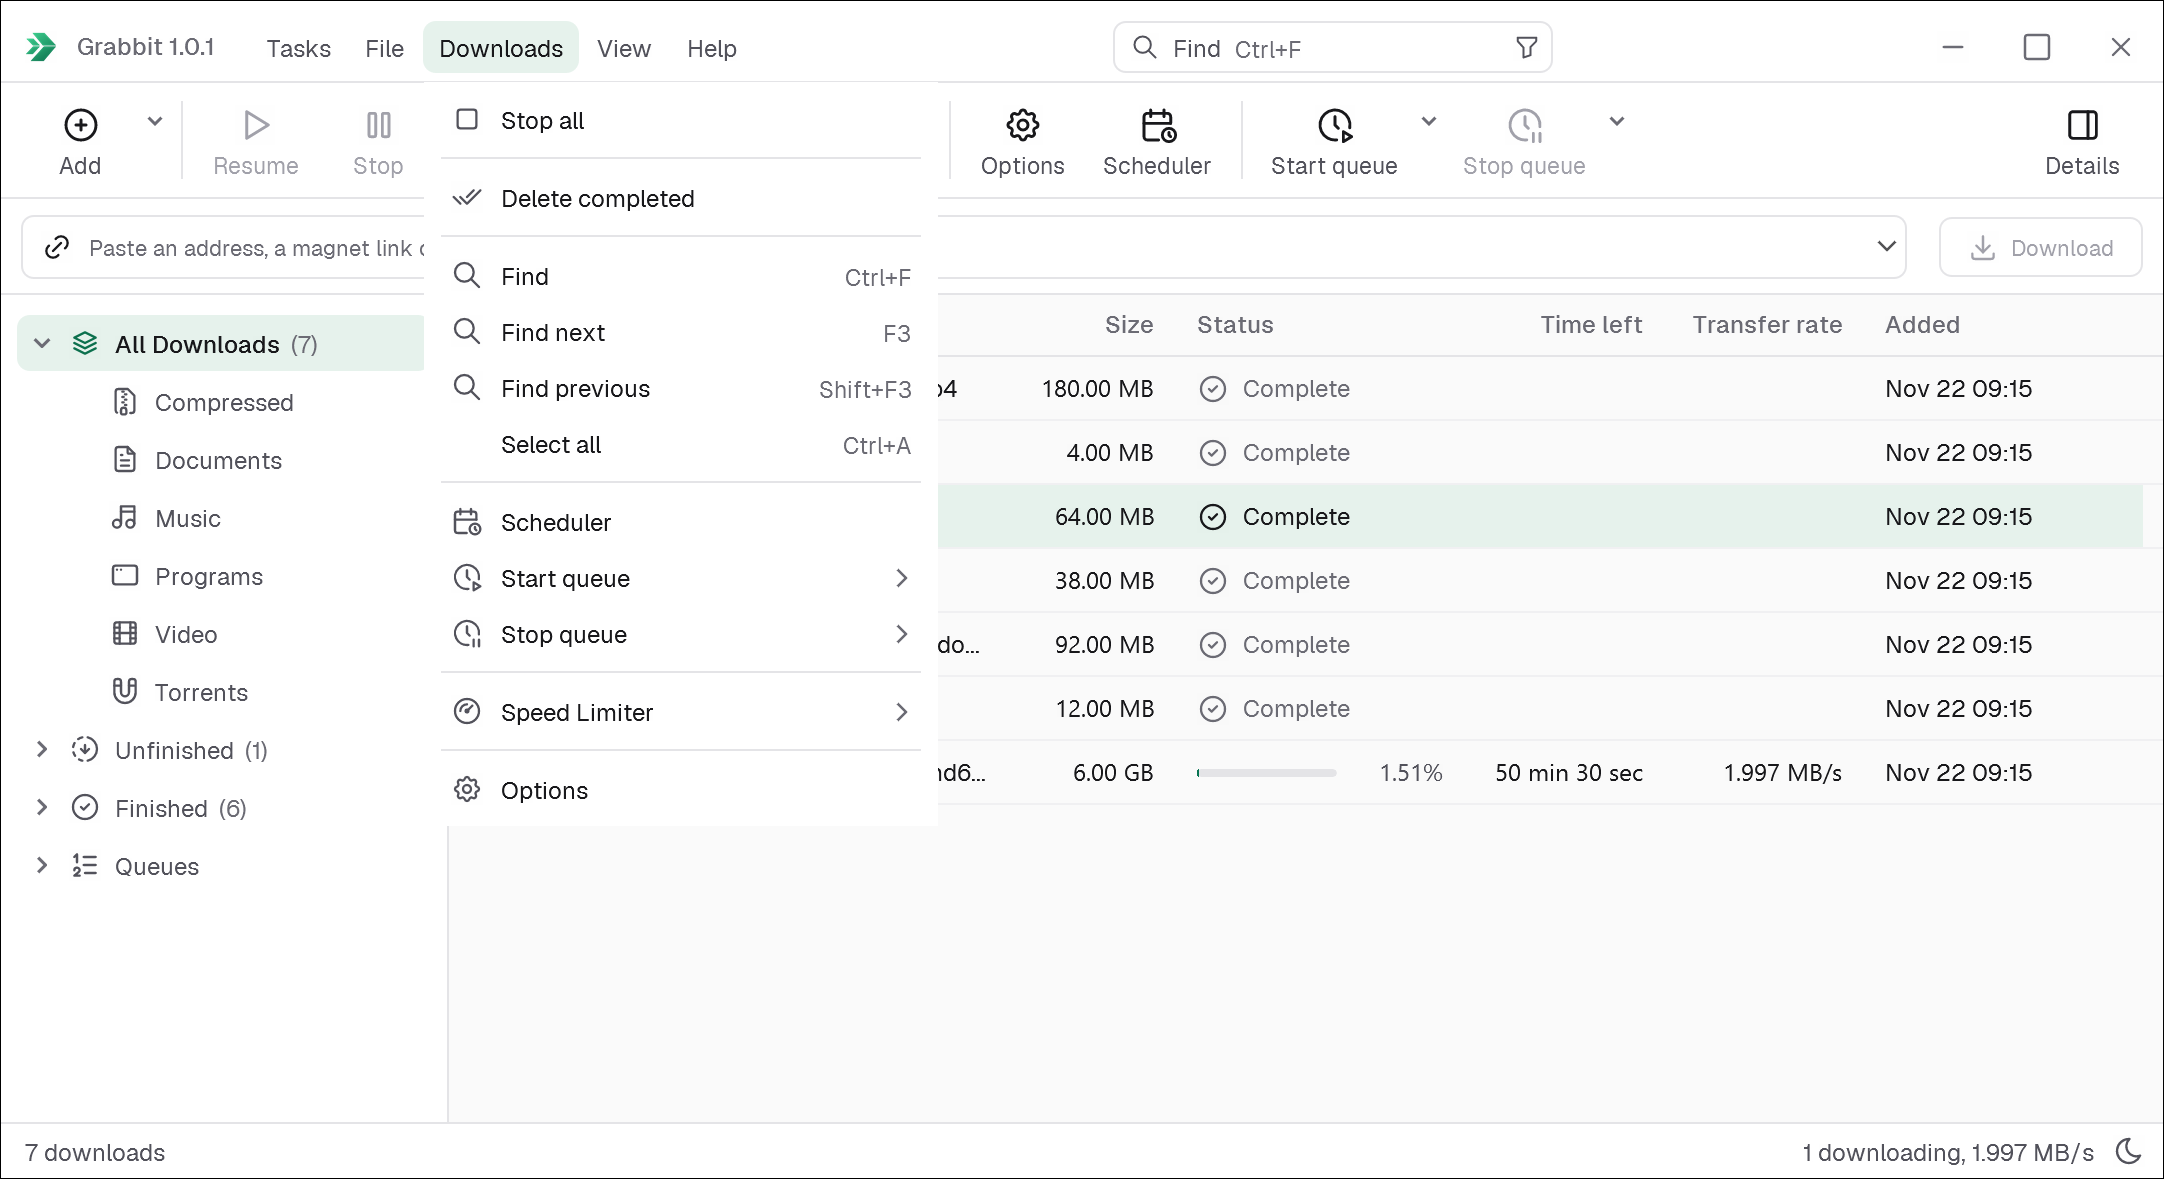 Grabbit 1.0.1 Tasks File Downloads View Help Find Ctrl+F
Add Resume Stop Options Scheduler Start queue Stop queue Details
Paste an address, a magnet link
Download
Stop all
Delete completed
Find Ctrl+F
Find next F3
Find previous Shift+F3
Select all Ctrl+A
Scheduler
Start queue
Stop queue
Speed Limiter
Options
All Downloads (7)
Compressed
Documents
Music
Programs
Video
Torrents
Unfinished (1)
Finished (6)
Queues
Size Status Time left Transfer rate Added
180.00 MB Complete Nov 22 09:15
4.00 MB Complete Nov 22 09:15
64.00 MB Complete Nov 22 09:15
38.00 MB Complete Nov 22 09:15
92.00 MB Complete Nov 22 09:15
12.00 MB Complete Nov 22 09:15
6.00 GB 1.51% 50 min 30 sec 1.997 MB/s Nov 22 09:15
7 downloads
1 downloading, 1.997 MB/s